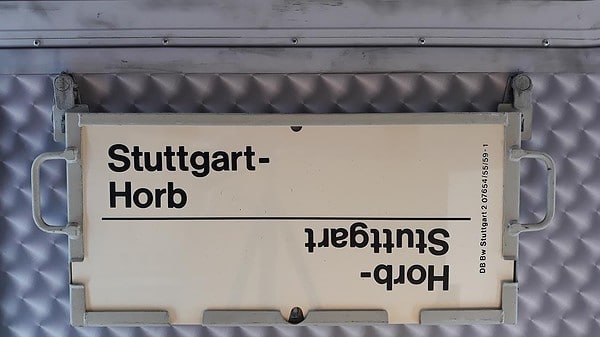 Stuttgart-
Horb
Horb-
Stuttgart
DB Bw Stuttgart 2 07654/55/59-1